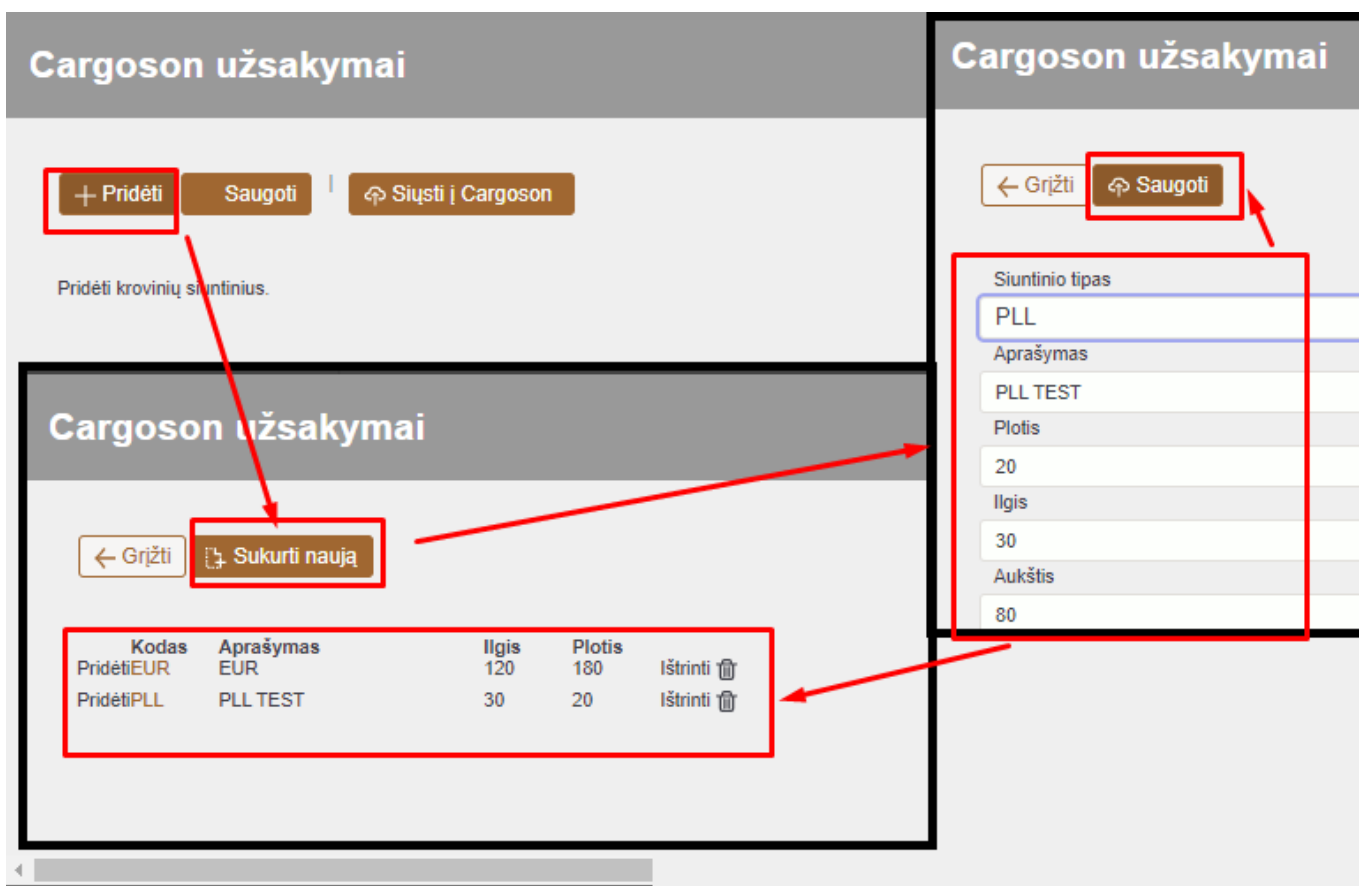 Cargoson užsakymai
+ Pridėti Saugoti | Siųsti į Cargoson
Pridėti krovinių siuntinius.
Cargoson užsakymai
← Grįžti Sukurti naują
Kodas Aprašymas Ilgis Plotis
PridėtiEUR EUR 120 180 Ištrinti
PridėtiPLL PLL TEST 30 20 Ištrinti
Cargoson užsakymai
← Grįžti Saugoti
Siuntinio tipas
PLL
Aprašymas
PLL TEST
Plotis
20
Ilgis
30
Aukštis
80